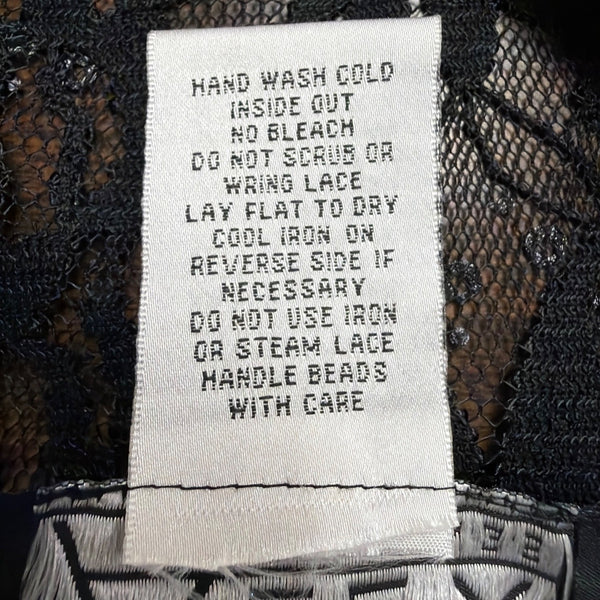 HAND WASH COLD
INSIDE OUT
NO BLEACH
DO NOT SCRUB OR
WRING LACE
LAY FLAT TO DRY
COOL IRON ON
REVERSE SIDE IF
NECESSARY
DO NOT USE IRON
OR STEAM LACE
HANDLE BEADS
WITH CARE